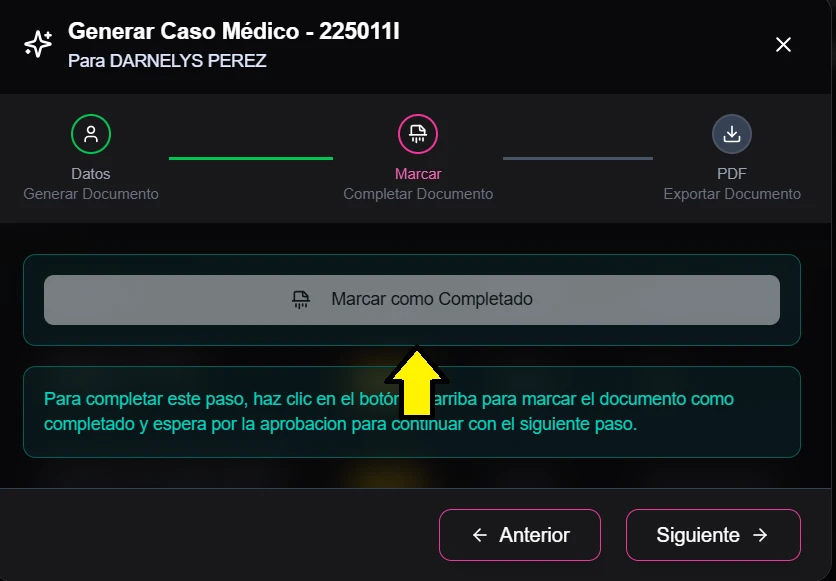 Generar Caso Médico - 225011I
Para DARNELYS PEREZ
Datos
Generar Documento
Marcar
Completar Documento
PDF
Exportar Documento
Marcar como Completado
Para completar este paso, haz clic en el botón arriba para marcar el documento como
completado y espera por la aprobacion para continuar con el siguiente paso.
Anterior
Siguiente